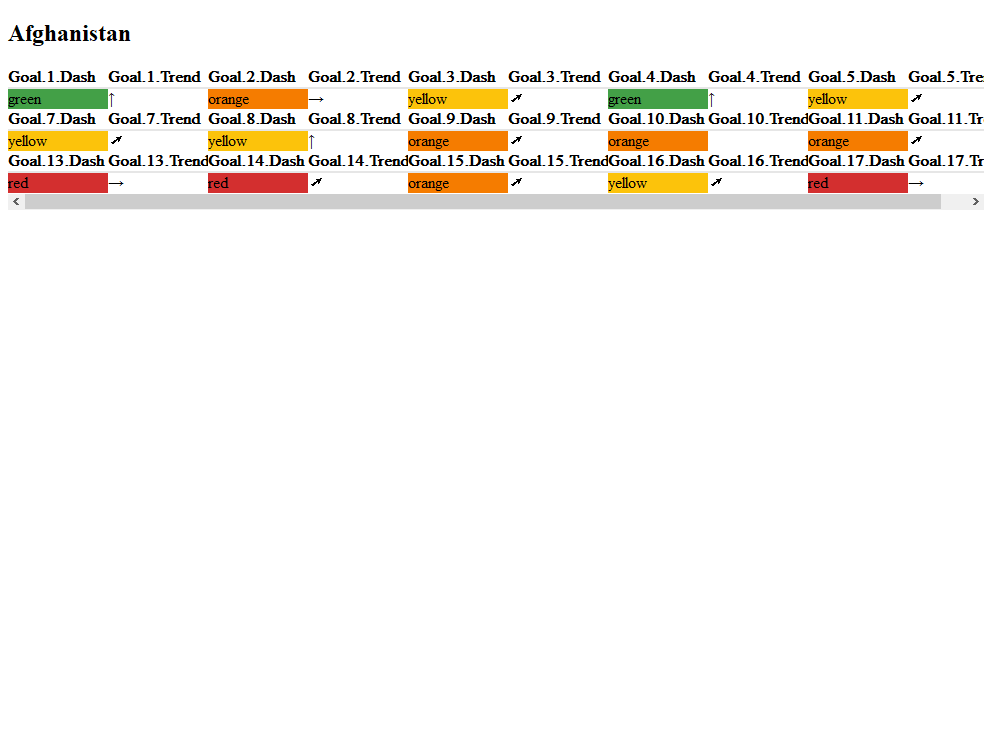 Afghanistan
Goal.1.Dash Goal.1.Trend Goal.2.Dash Goal.2.Trend Goal.3.Dash Goal.3.Trend Goal.4.Dash Goal.4.Trend Goal.5.Dash Goal.5.Tre
green ↑ orange → yellow ➚ green ↑ yellow ➚
Goal.7.Dash Goal.7.Trend Goal.8.Dash Goal.8.Trend Goal.9.Dash Goal.9.Trend Goal.10.Dash Goal.10.Trend Goal.11.Dash Goal.11.Tr
yellow ➚ yellow ↑ orange ➚ orange orange ➚
Goal.13.Dash Goal.13.Trend Goal.14.Dash Goal.14.Trend Goal.15.Dash Goal.15.Trend Goal.16.Dash Goal.16.Trend Goal.17.Dash Goal.17.T
red → red ➚ orange ➚ yellow ➚ red →